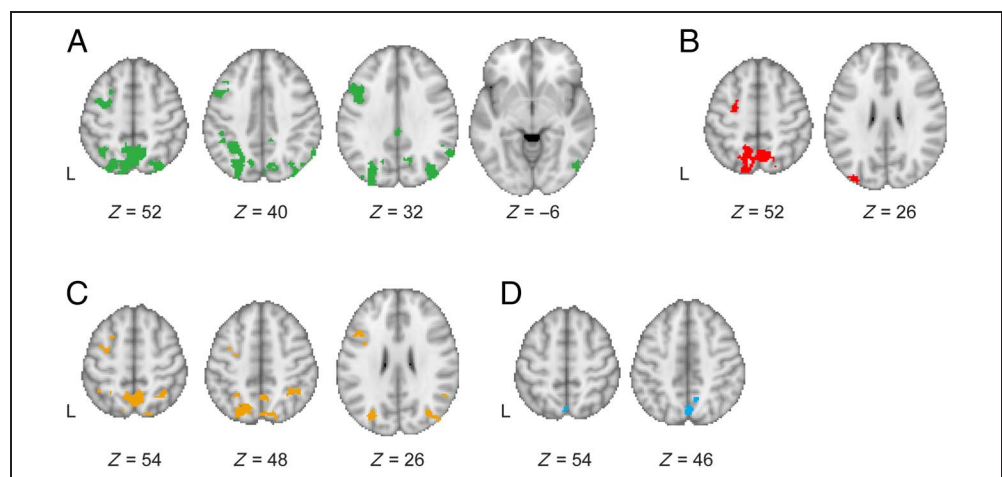 A
B
L
L
Z = 52
Z = 40
Z = 32
Z = –6
Z = 52
Z = 26
C
D
L
L
Z = 54
Z = 48
Z = 26
Z = 54
Z = 46